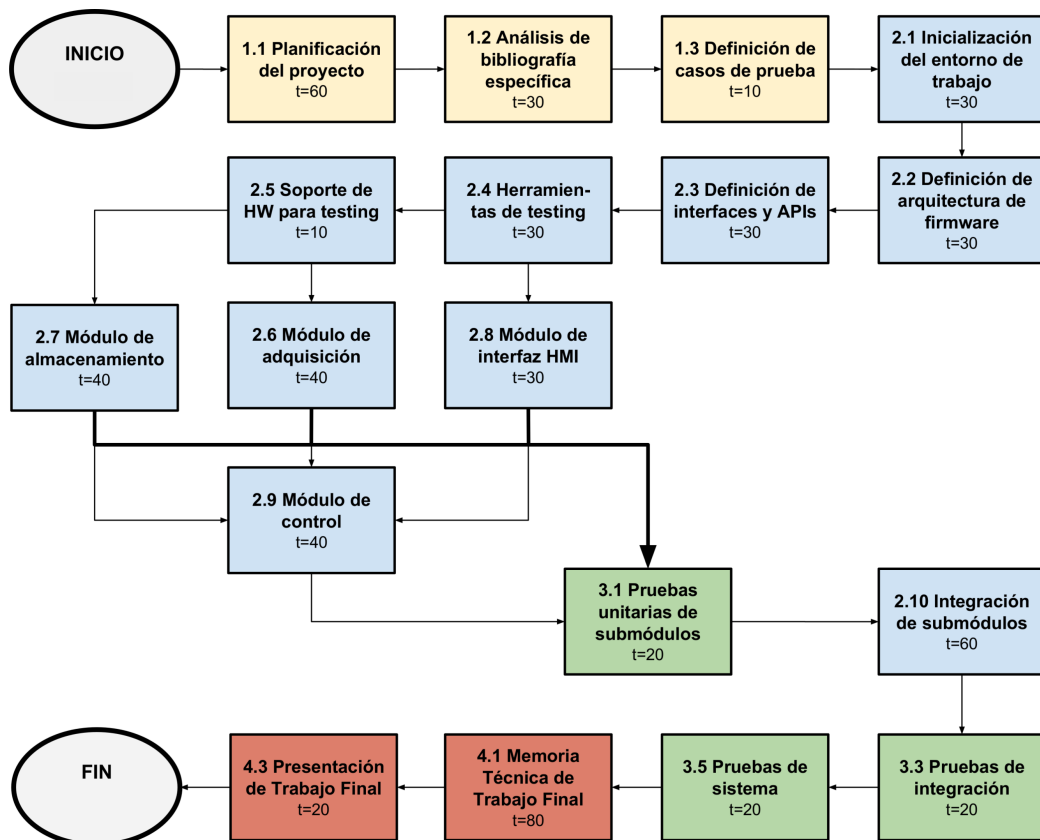 INICIO
1.1 Planificación
del proyecto
t=60
1.2 Análisis de
bibliografía
específica
t=30
1.3 Definición de
casos de prueba
t=10
2.1 Inicialización
del entorno de
trabajo
t=30
2.5 Soporte de
HW para testing
t=10
2.4 Herramien-
tas de testing
t=30
2.3 Definición de
interfaces y APIs
t=30
2.2 Definición de
arquitectura de
firmware
t=30
2.7 Módulo de
almacenamiento
t=40
2.6 Módulo de
adquisición
t=40
2.8 Módulo de
interfaz HMI
t=30
2.9 Módulo de
control
t=40
3.1 Pruebas
unitarias de
submódulos
t=20
2.10 Integración
de submódulos
t=60
FIN
4.3 Presentación
de Trabajo Final
t=20
4.1 Memoria
Técnica de
Trabajo Final
t=80
3.5 Pruebas de
sistema
t=20
3.3 Pruebas de
integración
t=20